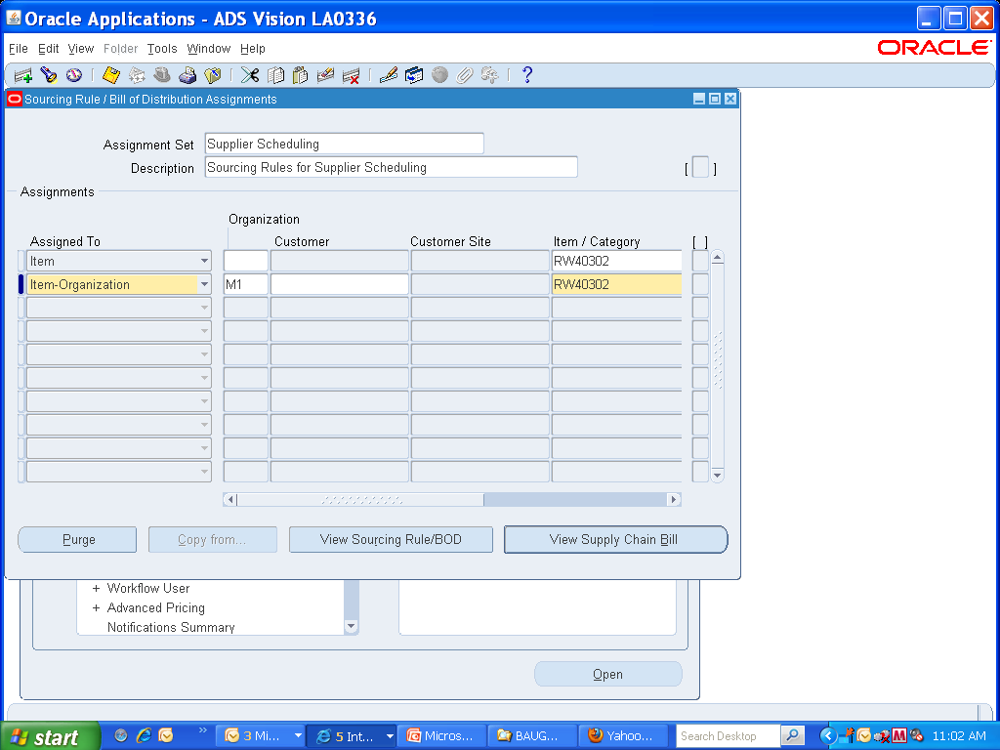 Oracle Applications - ADS Vision LA0336
File Edit View Folder Tools Window Help
ORACLE
Sourcing Rule / Bill of Distribution Assignments
Assignment Set Supplier Scheduling
Description Sourcing Rules for Supplier Scheduling [ ]
Assignments
Organization
Assigned To Customer Customer Site Item / Category [ ]
Item RW40302
Item-Organization M1 RW40302
Purge Copy from... View Sourcing Rule/BOD View Supply Chain Bill
+ Workflow User
+ Advanced Pricing
Notifications Summary
Open
start 3 Mi... 5 Int... Micros... BAUG... Yahoo... Search Desktop 11:02 AM